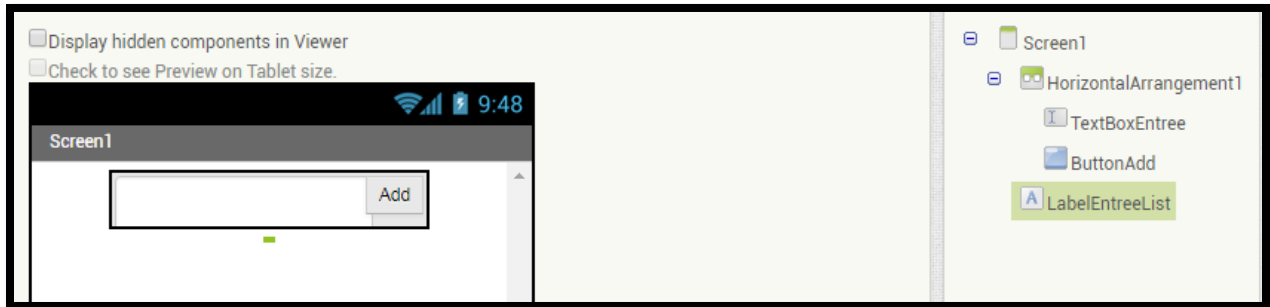 Display hidden components in Viewer
Check to see Preview on Tablet size.
9:48
Screen1
Add
Screen1
HorizontalArrangement1
TextBoxEntree
ButtonAdd
A LabelEntreeList